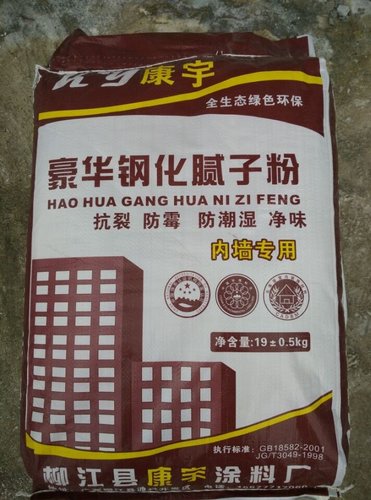 康宇
全生态绿色环保
豪华钢化腻子粉
HAO HUA GANG HUA NI ZI FENG
抗裂 防霉 防潮湿 净味
内墙专用
净含量:19±0.5kg
执行标准: GB18582-2001
JG/T3049-1998
柳江县康宇涂料厂